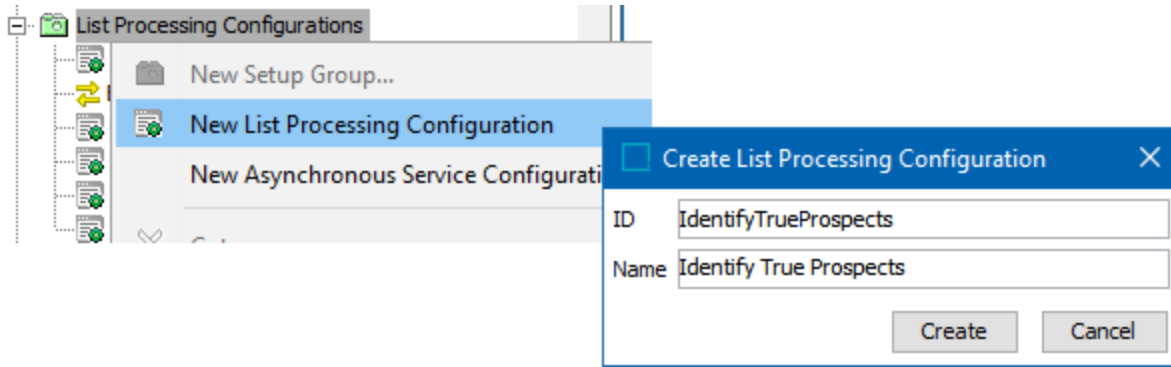 List Processing Configurations
New Setup Group...
New List Processing Configuration
New Asynchronous Service Configurati
Create List Processing Configuration
ID IdentifyTrueProspects
Name Identify True Prospects
Create Cancel